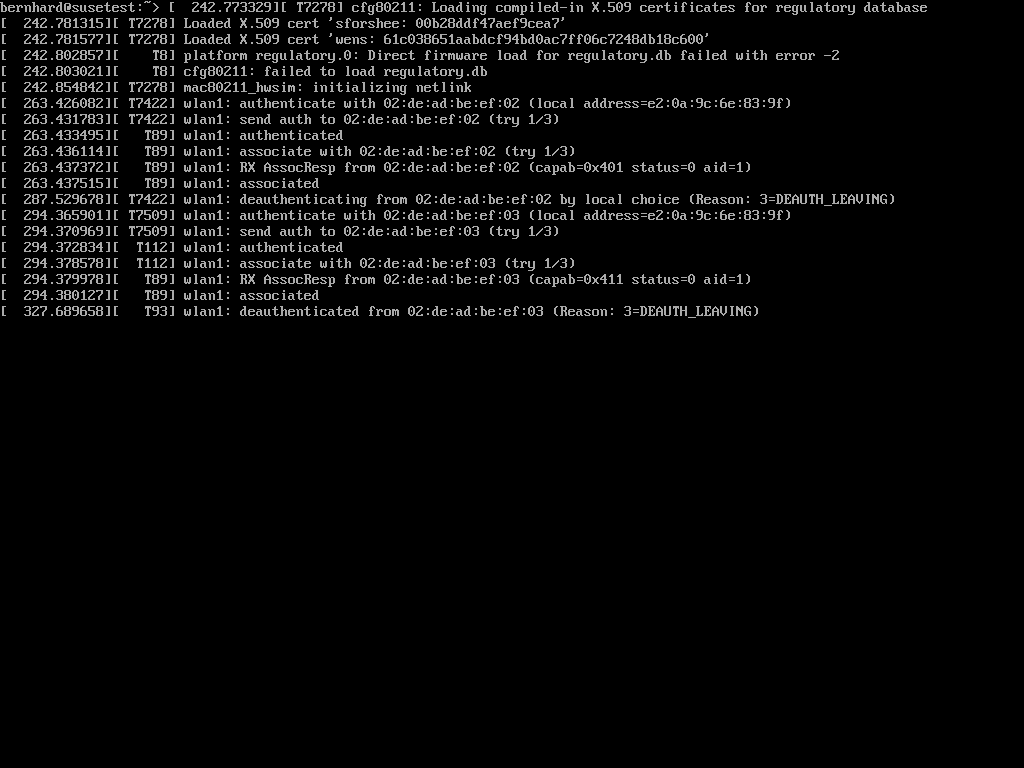 bernhard@susetest:~> [  242.773329][ T7278] cfg80211: Loading compiled-in X.509 certificates for regulatory database
[  242.781315][ T7278] Loaded X.509 cert 'sforshee: 00b28ddf47aef9cea7'
[  242.781577][ T7278] Loaded X.509 cert 'wens: 61c038651aabdcf94bd0ac7ff06c7248db18c600'
[  242.802857][    T8] platform regulatory.0: Direct firmware load for regulatory.db failed with error -2
[  242.803021][    T8] cfg80211: failed to load regulatory.db
[  242.854842][ T7278] mac80211_hwsim: initializing netlink
[  263.426082][ T7422] wlan1: authenticate with 02:de:ad:be:ef:02 (local address=e2:0a:9c:6e:83:9f)
[  263.431783][ T7422] wlan1: send auth to 02:de:ad:be:ef:02 (try 1/3)
[  263.433495][   T89] wlan1: authenticated
[  263.436114][   T89] wlan1: associate with 02:de:ad:be:ef:02 (try 1/3)
[  263.437372][   T89] wlan1: RX AssocResp from 02:de:ad:be:ef:02 (capab=0x401 status=0 aid=1)
[  263.437515][   T89] wlan1: associated
[  287.529678][ T7422] wlan1: deauthenticating from 02:de:ad:be:ef:02 by local choice (Reason: 3=DEAUTH_LEAVING)
[  294.365901][ T7509] wlan1: authenticate with 02:de:ad:be:ef:03 (local address=e2:0a:9c:6e:83:9f)
[  294.370969][ T7509] wlan1: send auth to 02:de:ad:be:ef:03 (try 1/3)
[  294.372834][  T112] wlan1: authenticated
[  294.378578][  T112] wlan1: associate with 02:de:ad:be:ef:03 (try 1/3)
[  294.379978][   T89] wlan1: RX AssocResp from 02:de:ad:be:ef:03 (capab=0x411 status=0 aid=1)
[  294.380127][   T89] wlan1: associated
[  327.689658][   T93] wlan1: deauthenticated from 02:de:ad:be:ef:03 (Reason: 3=DEAUTH_LEAVING)